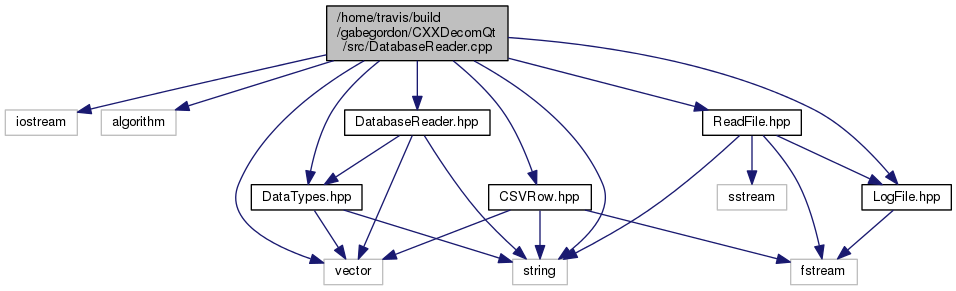 /home/travis/build
/gabegordon/CXXDecomQt
/src/DatabaseReader.cpp
iostream
algorithm
DatabaseReader.hpp
ReadFile.hpp
DataTypes.hpp
CSVRow.hpp
sstream
LogFile.hpp
vector
string
fstream